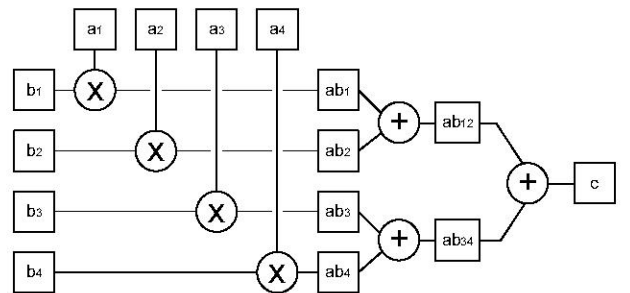 a1 a2 a3 a4
b1 X ab1
+ ab12
b2 X ab2
+ c
b3 X ab3
+ ab34
b4 X ab4